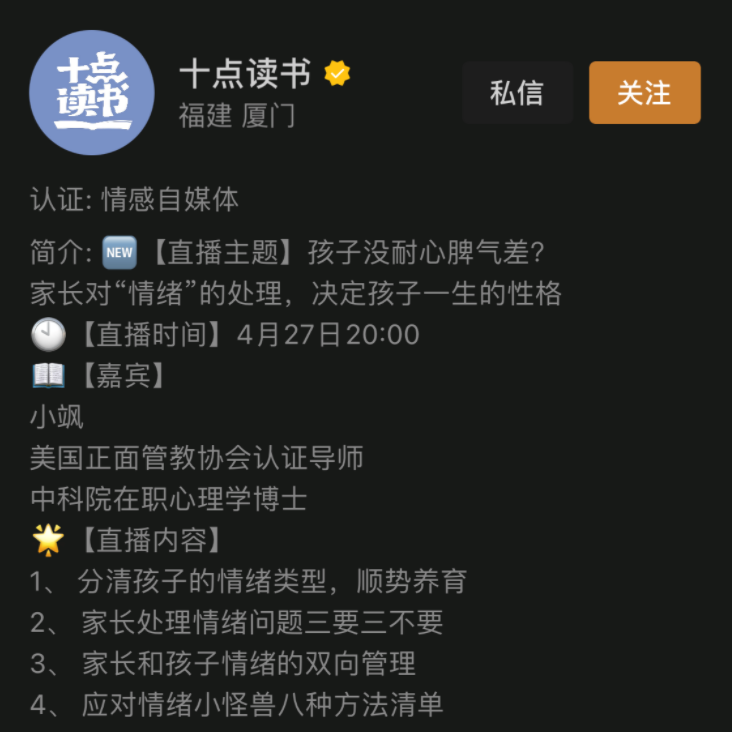 十点
读书
十点读书
福建 厦门
私信
关注
认证: 情感自媒体
简介: NEW 【直播主题】孩子没耐心脾气差?
家长对“情绪”的处理，决定孩子一生的性格
【直播时间】4月27日20:00
【嘉宾】
小飒
美国正面管教协会认证导师
中科院在职心理学博士
【直播内容】
1、 分清孩子的情绪类型，顺势养育
2、 家长处理情绪问题三要三不要
3、 家长和孩子情绪的双向管理
4、 应对情绪小怪兽八种方法清单